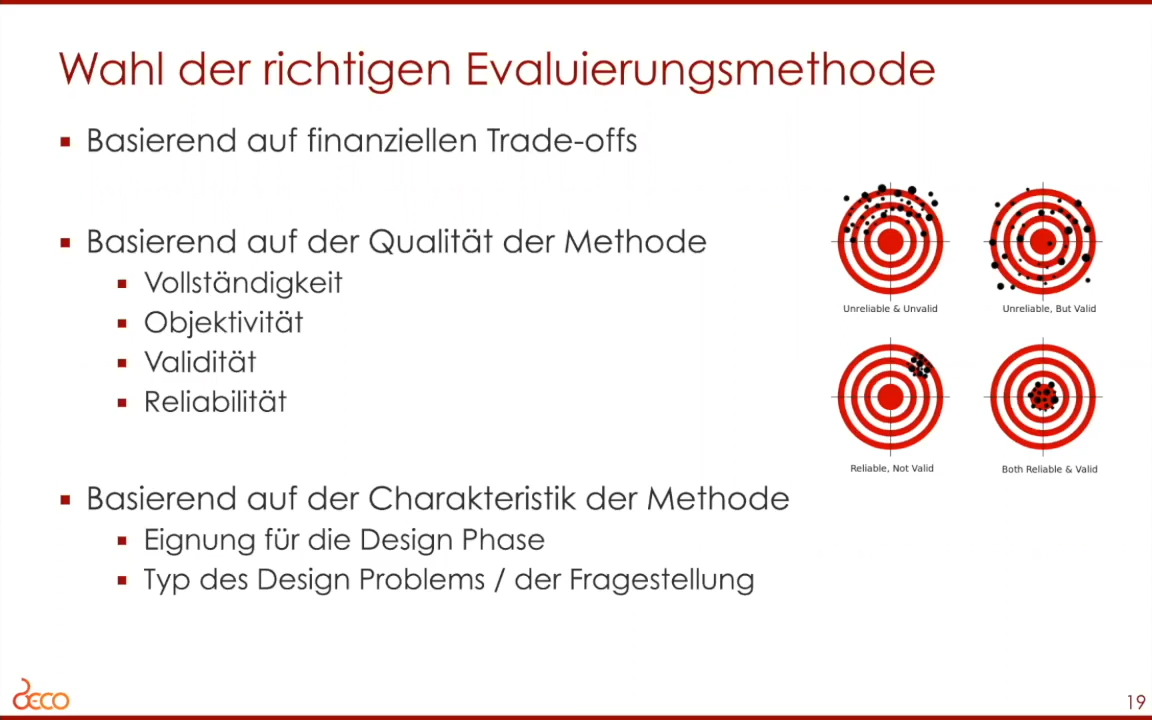 Wahl der richtigen Evaluierungsmethode
Basierend auf finanziellen Trade-offs
Basierend auf der Qualität der Methode
Vollständigkeit
Objektivität
Validität
Reliabilität
Basierend auf der Charakteristik der Methode
Eignung für die Design Phase
Typ des Design Problems / der Fragestellung
Unreliable & Unvalid
Unreliable, But Valid
Reliable, Not Valid
Both Reliable & Valid
DECO
19